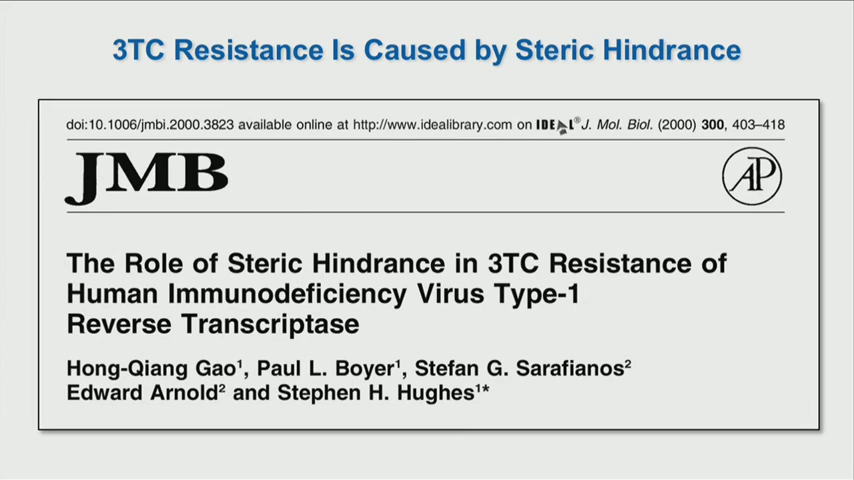 3TC Resistance Is Caused by Steric Hindrance
doi:10.1006/jmbi.2000.3823 available online at http://www.idealibrary.com on IDEAL® J. Mol. Biol. (2000) 300, 403–418
JMB
AP
The Role of Steric Hindrance in 3TC Resistance of
Human Immunodeficiency Virus Type-1
Reverse Transcriptase
Hong-Qiang Gao¹, Paul L. Boyer¹, Stefan G. Sarafianos²
Edward Arnold² and Stephen H. Hughes¹*